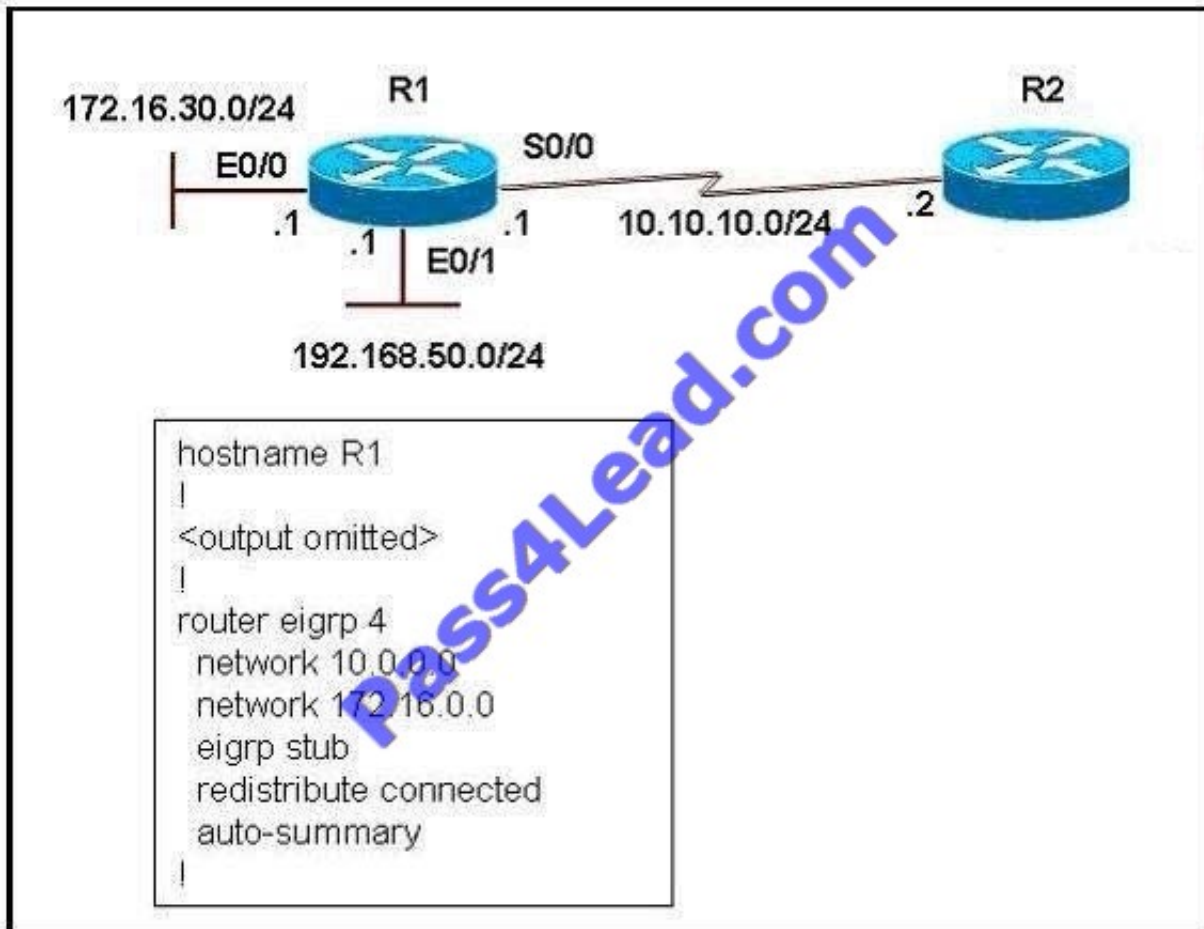 R1
R2
172.16.30.0/24
E0/0
S0/0
.1
.1
.1
10.10.10.0/24
.2
E0/1
192.168.50.0/24
Pass4Lead.com
hostname R1
!
<output omitted>
!
router eigrp 4
network 10.0.0.0
network 172.16.0.0
eigrp stub
redistribute connected
auto-summary
!